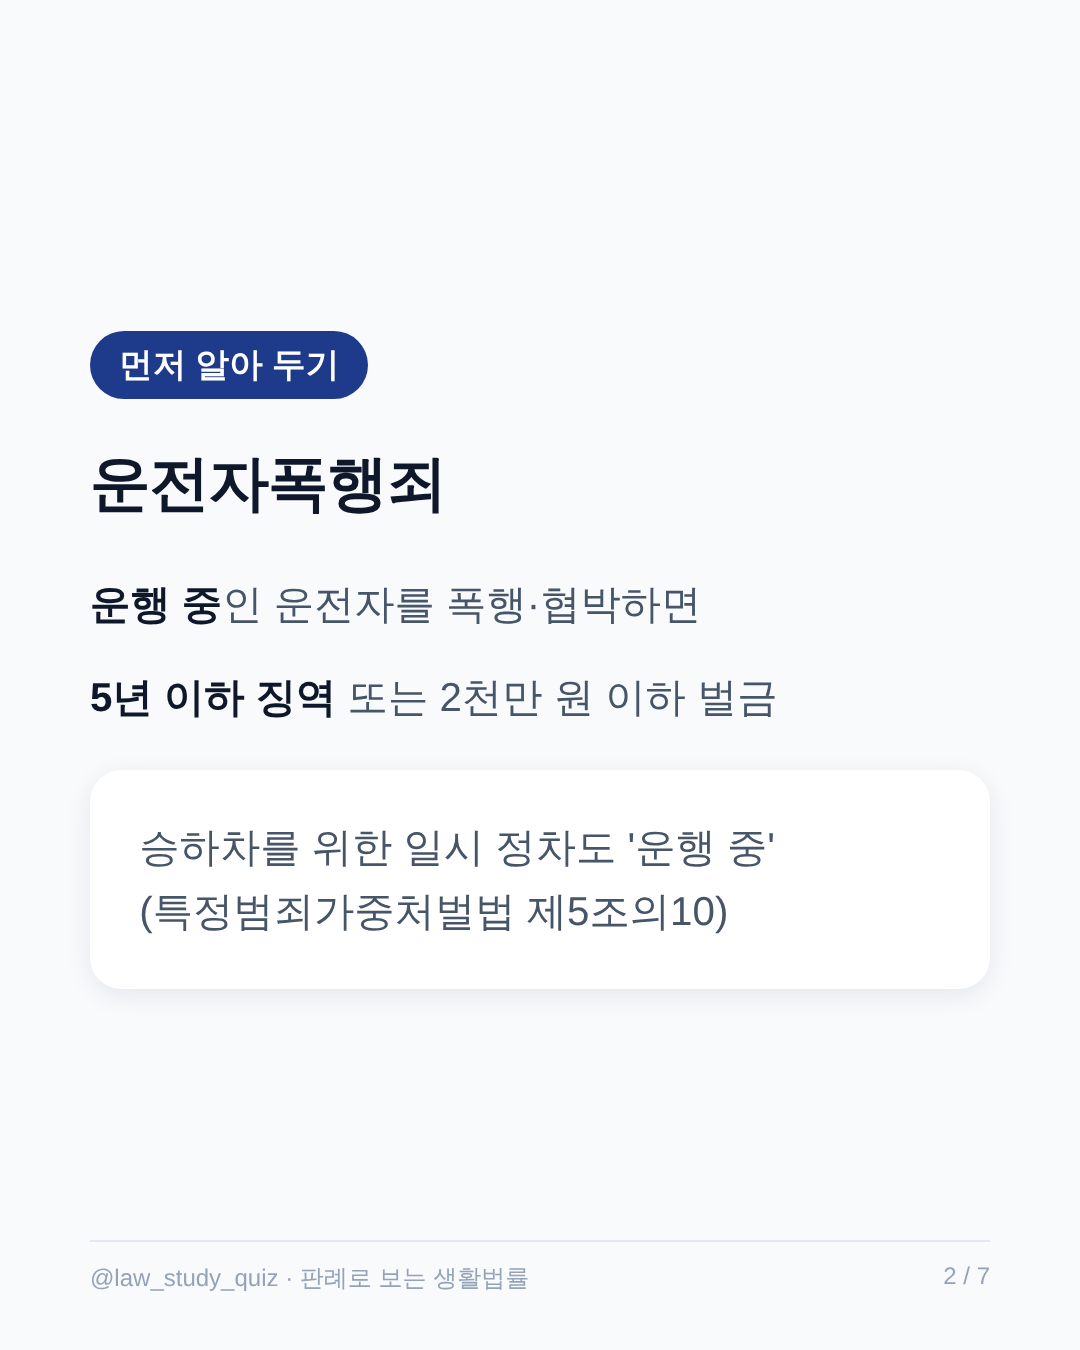 먼저 알아 두기
운전자폭행죄
운행 중인 운전자를 폭행·협박하면
5년 이하 징역 또는 2천만 원 이하 벌금
승하차를 위한 일시 정차도 '운행 중'
(특정범죄가중처벌법 제5조의10)
@law_study_quiz · 판례로 보는 생활법률
2 / 7